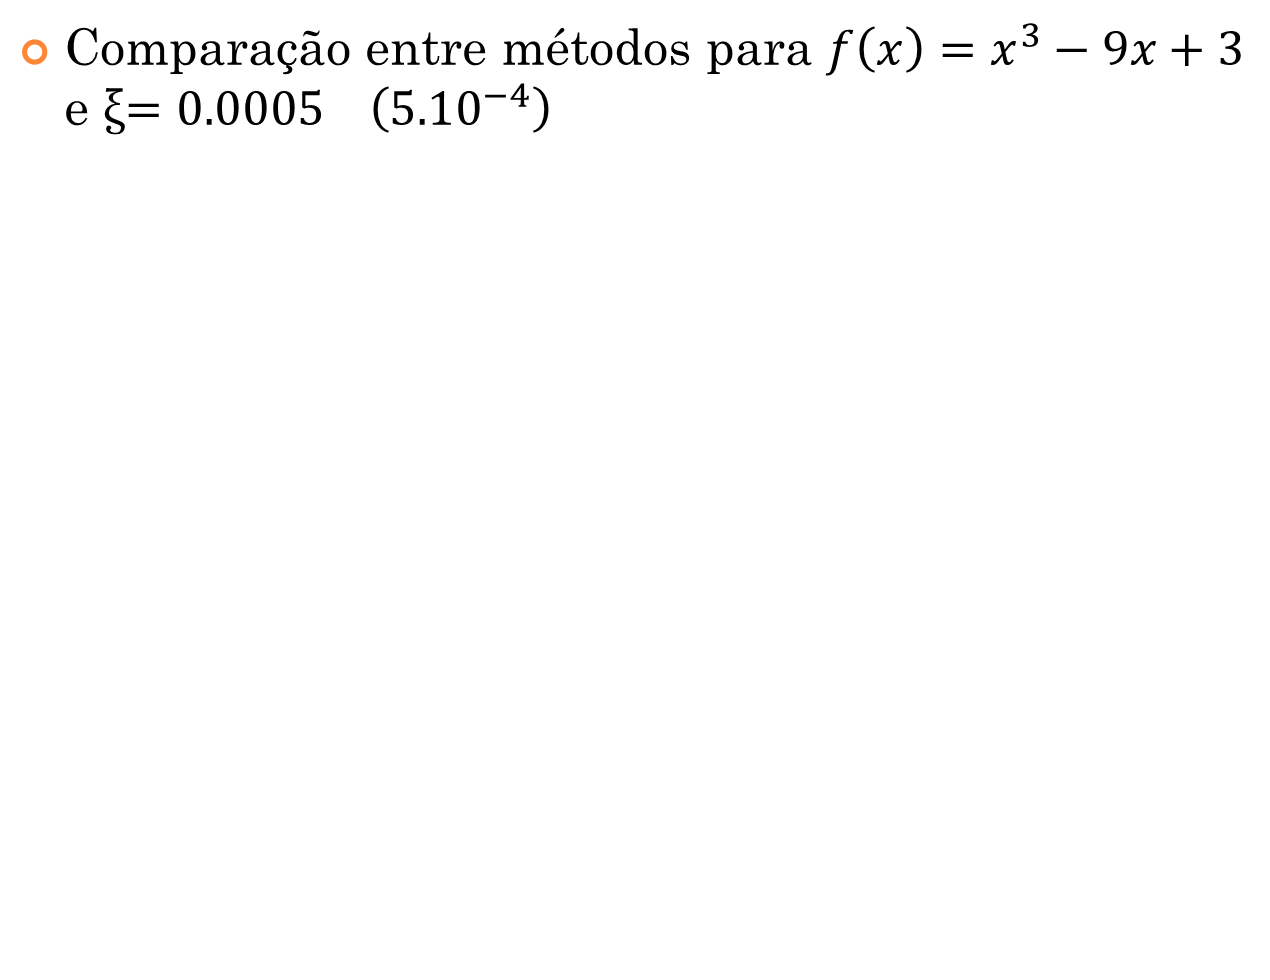 Comparação entre métodos para 𝑓(𝑥) = 𝑥³ − 9𝑥 + 3
e ξ= 0.0005 (5.10⁻⁴)